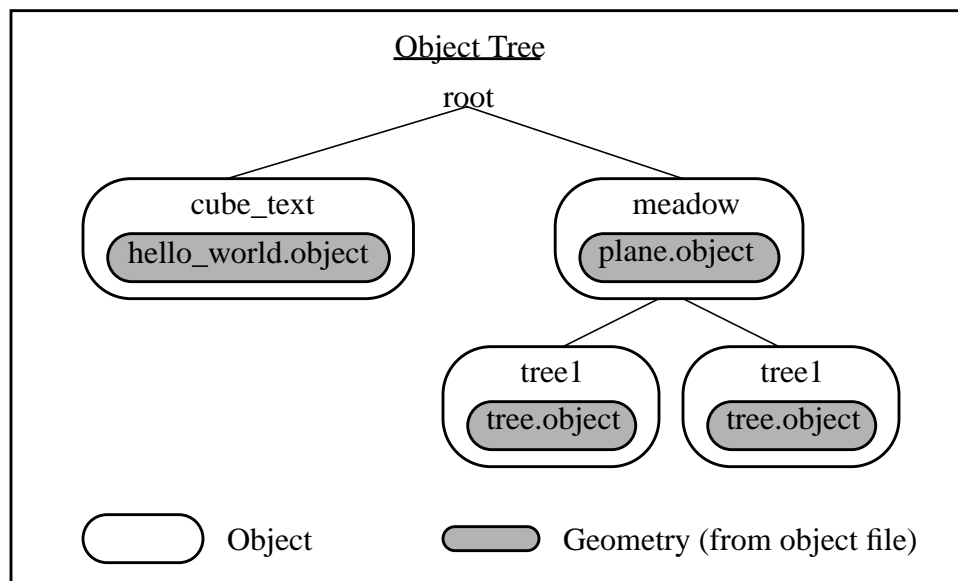 Object Tree
root
cube_text
meadow
hello_world.object
plane.object
tree1
tree1
tree.object
tree.object
Object
Geometry (from object file)